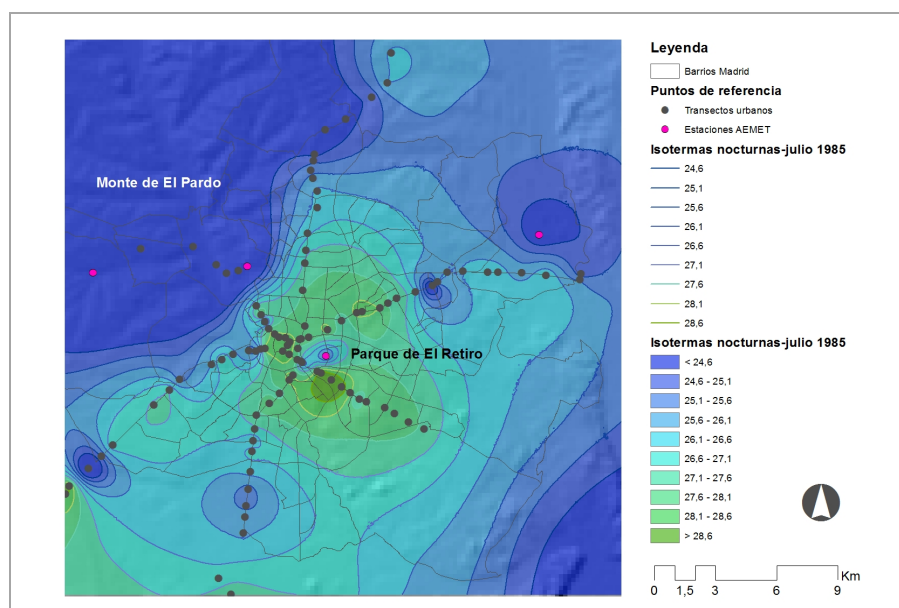 Monte de El Pardo
Parque de El Retiro
Leyenda
Barrios Madrid
Puntos de referencia
Transectos urbanos
Estaciones AEMET
Isotermas nocturnas-julio 1985
24,6
25,1
25,6
26,1
26,6
27,1
27,6
28,1
28,6
Isotermas nocturnas-julio 1985
< 24,6
24,6 - 25,1
25,1 - 25,6
25,6 - 26,1
26,1 - 26,6
26,6 - 27,1
27,1 - 27,6
27,6 - 28,1
28,1 - 28,6
> 28,6
Km
0 1,5 3 6 9